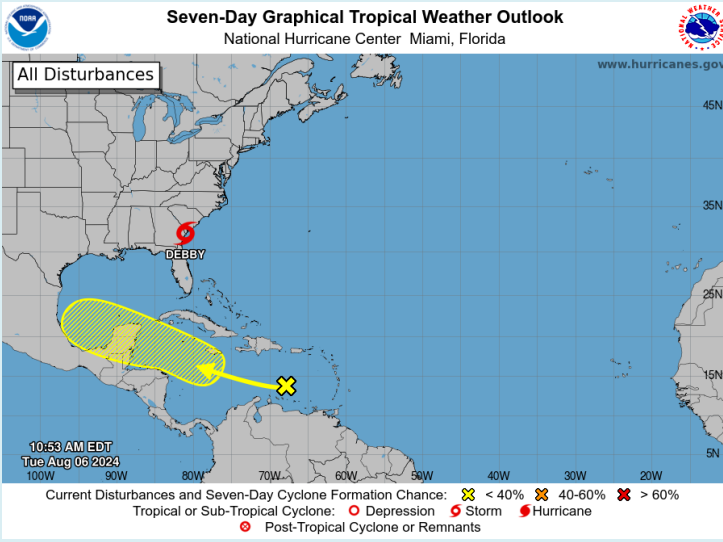 Seven-Day Graphical Tropical Weather Outlook
National Hurricane Center Miami, Florida
NOAA
All Disturbances
www.hurricanes.gov
45N
35N
DEBBY
25N
15N
10:53 AM EDT
Tue Aug 06 2024
5N
100W 90W 80W 70W 60W 50W 40W 30W 20W
Current Disturbances and Seven-Day Cyclone Formation Chance: < 40% 40-60% > 60%
Tropical or Sub-Tropical Cyclone: Depression Storm Hurricane
Post-Tropical Cyclone or Remnants